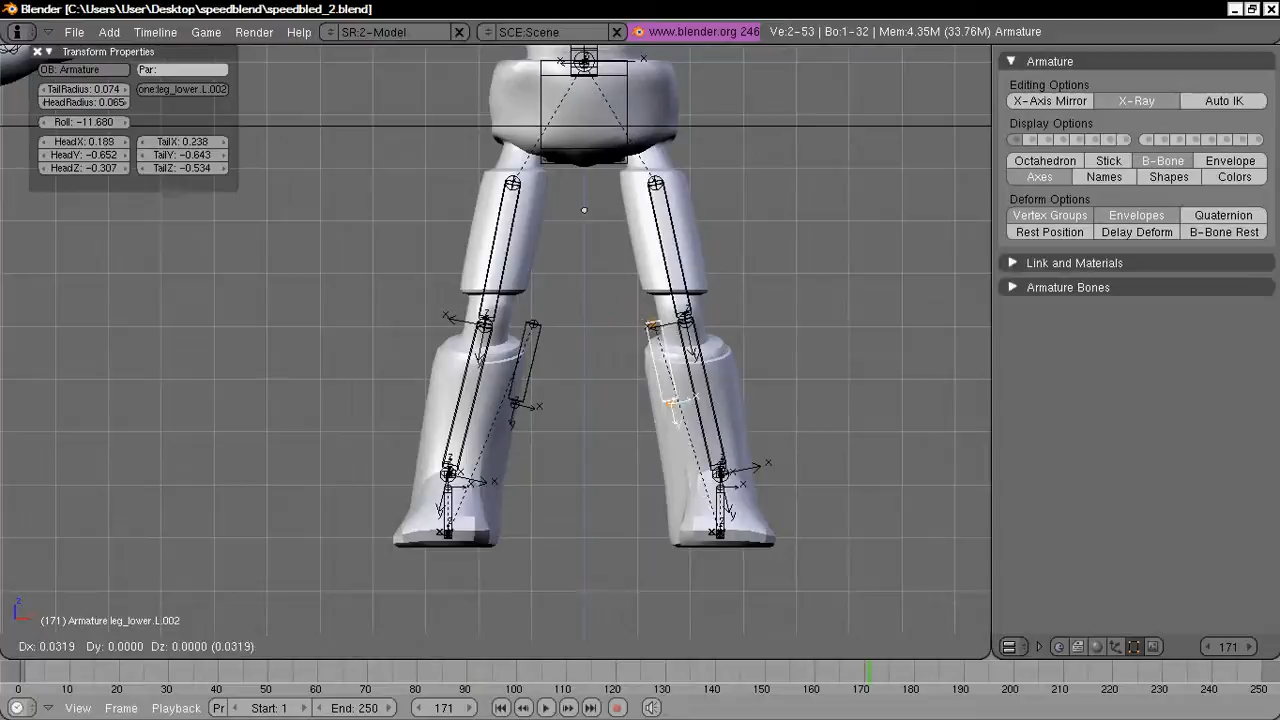 Blender [C:\Users\User\Desktop\speedblend\speedbled_2.blend]
File Add Timeline Game Render Help SR:2-Model SCE:Scene www.blender.org 246 Ve:2-53 | Bo:1-32 | Mem:4.35M (33.76M) Armature
Transform Properties
OB: Armature Par:
TailRadius: 0.074 one:leg_lower.L.002
HeadRadius: 0.065
Roll: -11.680
HeadX: 0.189 TailX: 0.238
HeadY: -0.652 TailY: -0.643
HeadZ: -0.307 TailZ: -0.534
Armature
Editing Options
X-Axis Mirror X-Ray Auto IK
Display Options
Octahedron Stick B-Bone Envelope
Axes Names Shapes Colors
Deform Options
Vertex Groups Envelopes Quaternion
Rest Position Delay Deform B-Bone Rest
Link and Materials
Armature Bones
(171) Armature leg_lower.L.002
Dx: 0.0319 Dy: 0.0000 Dz: 0.0000 (0.0319)
171
0 10 20 30 40 50 60 70 80 90 100 110 120 130 140 150 160 170 180 190 200 210 220 230 240 250
View Frame Playback Pr Start: 1 End: 250 171